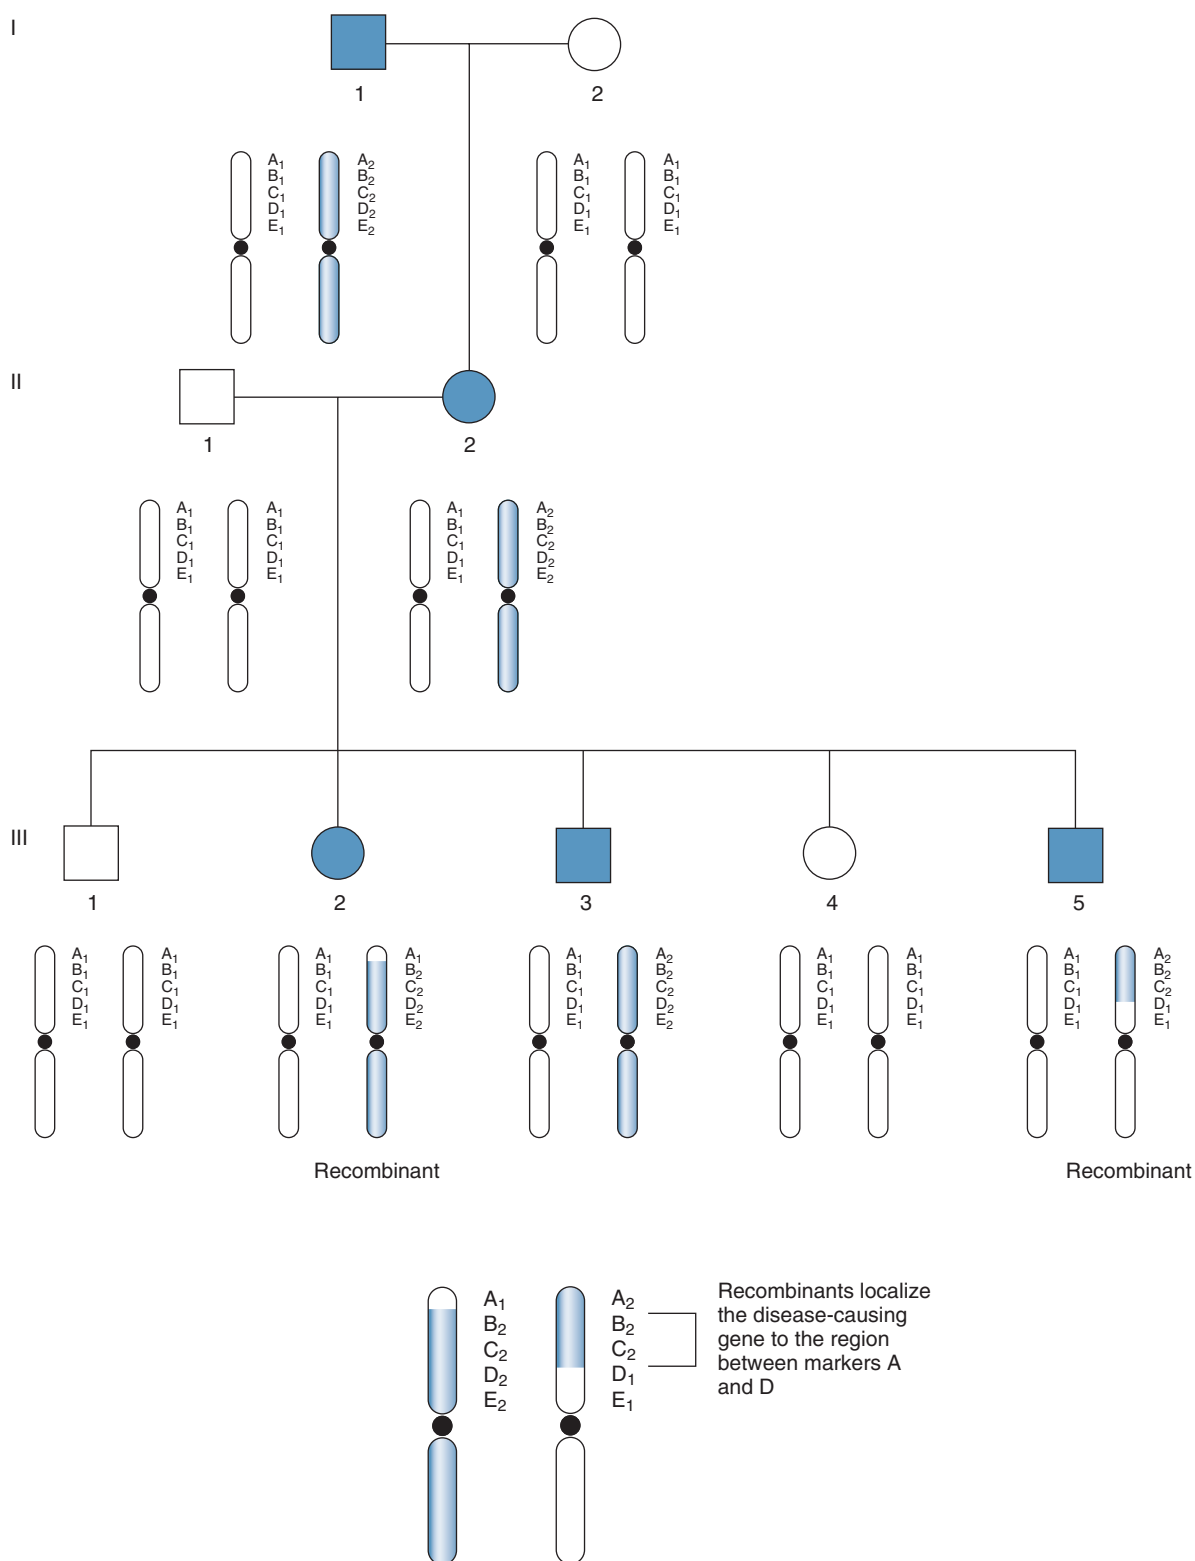 I
1 2
A₁ A₂ A₁ A₁
B₁ B₂ B₁ B₁
C₁ C₂ C₁ C₁
D₁ D₂ D₁ D₁
E₁ E₂ E₁ E₁
II
1 2
A₁ A₁ A₁ A₂
B₁ B₁ B₁ B₂
C₁ C₁ C₁ C₂
D₁ D₁ D₁ D₂
E₁ E₁ E₁ E₂
III
1 2 3 4 5
A₁ A₁ A₁ A₁ A₁ A₂ A₁ A₁ A₁ A₂
B₁ B₁ B₁ B₂ B₁ B₂ B₁ B₁ B₁ B₂
C₁ C₁ C₁ C₂ C₁ C₂ C₁ C₁ C₁ C₂
D₁ D₁ D₁ D₂ D₁ D₂ D₁ D₁ D₁ D₁
E₁ E₁ E₁ E₂ E₁ E₂ E₁ E₁ E₁ E₁
Recombinant Recombinant
A₁ A₂
B₂ B₂
C₂ C₂
D₂ D₁
E₂ E₁
Recombinants localize
the disease-causing
gene to the region
between markers A
and D